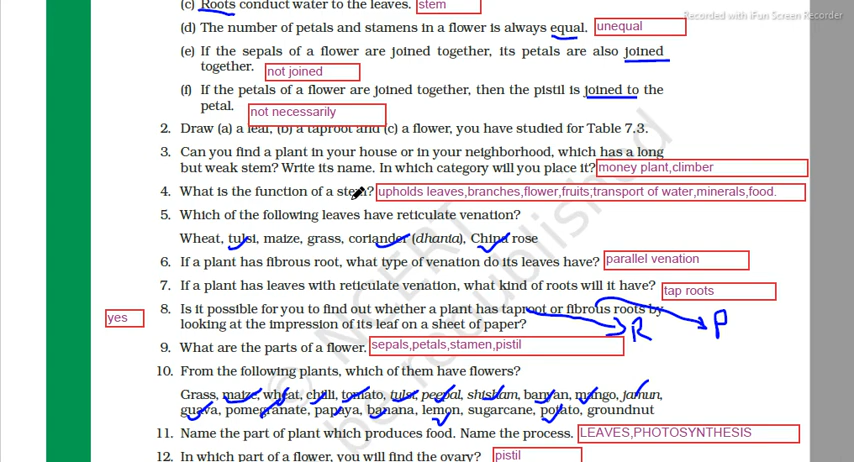 (c) Roots conduct water to the leaves. stem
Recorded with iFun Screen Recorder
(d) The number of petals and stamens in a flower is always equal. unequal
(e) If the sepals of a flower are joined together, its petals are also joined
together. not joined
(f) If the petals of a flower are joined together, then the pistil is joined to the
petal. not necessarily
2. Draw (a) a leaf, (b) a taproot and (c) a flower, you have studied for Table 7.3.
3. Can you find a plant in your house or in your neighborhood, which has a long
but weak stem? Write its name. In which category will you place it? money plant,climber
4. What is the function of a stem? upholds leaves,branches,flower,fruits;transport of water,minerals,food.
5. Which of the following leaves have reticulate venation?
Wheat, tulsi, maize, grass, coriander (dhania), China rose
6. If a plant has fibrous root, what type of venation do its leaves have? parallel venation
7. If a plant has leaves with reticulate venation, what kind of roots will it have? tap roots
yes 8. Is it possible for you to find out whether a plant has taproot or fibrous roots by
looking at the impression of its leaf on a sheet of paper? R P
9. What are the parts of a flower. sepals,petals,stamen,pistil
10. From the following plants, which of them have flowers?
Grass, maize, wheat, chilli, tomato, tulsi, peepal, shisham, banyan, mango, jamun,
guava, pomegranate, papaya, banana, lemon, sugarcane, potato, groundnut
11. Name the part of plant which produces food. Name the process. LEAVES,PHOTOSYNTHESIS
12. In which part of a flower, you will find the ovary? pistil
© NCERT
be republished